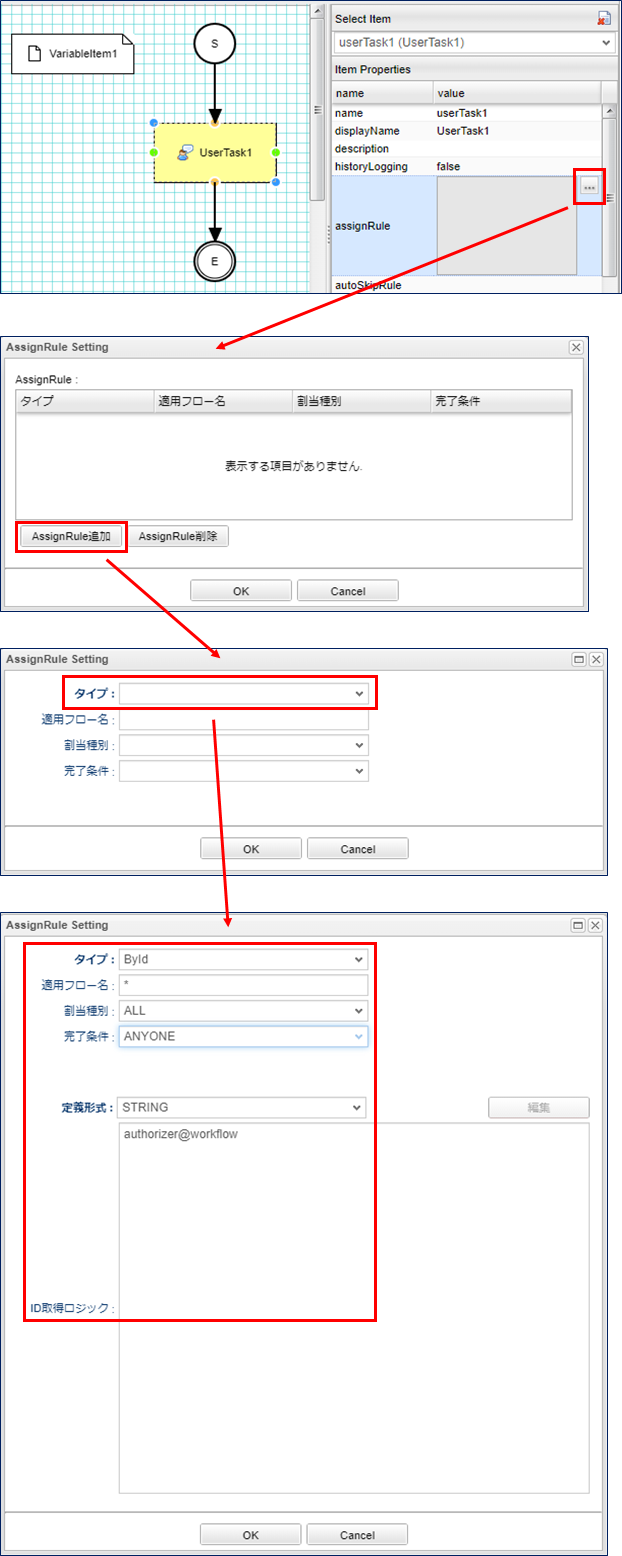 VariableItem1
S
UserTask1
E
Select Item
userTask1 (UserTask1)
Item Properties
name value
name userTask1
displayName UserTask1
description
historyLogging false
...
assignRule
autoSkipRule
AssignRule Setting
AssignRule :
タイプ 適用フロー名 割当種別 完了条件
表示する項目がありません.
AssignRule追加 AssignRule削除
OK Cancel
AssignRule Setting
タイプ :
適用フロー名 :
割当種別 :
完了条件 :
OK Cancel
AssignRule Setting
タイプ : ById
適用フロー名 : *
割当種別 : ALL
完了条件 : ANYONE
定義形式 : STRING 編集
authorizer@workflow
ID取得ロジック :
OK Cancel